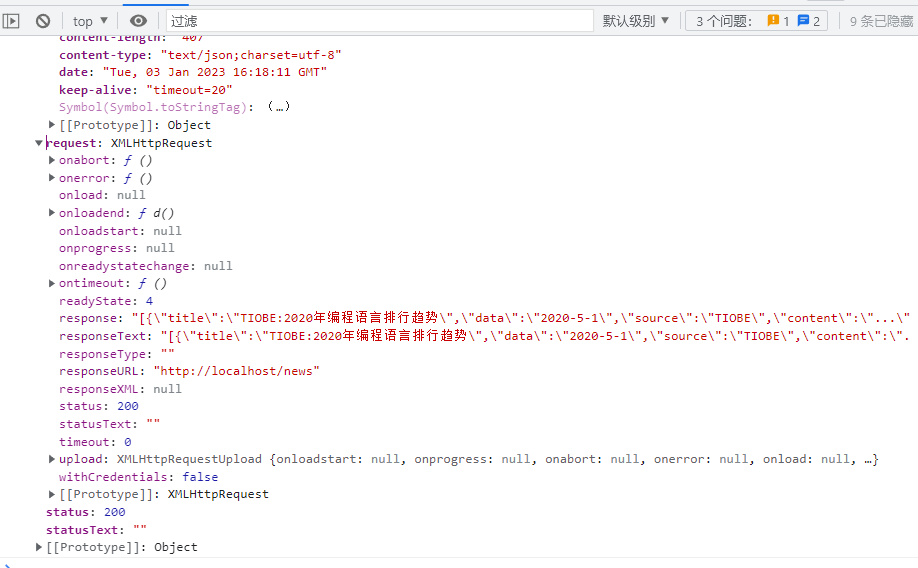 top ▼ 过滤 默认级别 ▼ 3 个问题: 1 2 9 条已隐藏
content-length: "407"
content-type: "text/json;charset=utf-8"
date: "Tue, 03 Jan 2023 16:18:11 GMT"
keep-alive: "timeout=20"
Symbol(Symbol.toStringTag): (…)
▶ [[Prototype]]: Object
▼ request: XMLHttpRequest
▶ onabort: ƒ ()
▶ onerror: ƒ ()
onload: null
▶ onloadend: ƒ d()
onloadstart: null
onprogress: null
onreadystatechange: null
▶ ontimeout: ƒ ()
readyState: 4
response: "[{\"title\":\"TIOBE:2020年编程语言排行趋势\",\"data\":\"2020-5-1\",\"source\":\"TIOBE\",\"content\":\"...\"
responseText: "[{\"title\":\"TIOBE:2020年编程语言排行趋势\",\"data\":\"2020-5-1\",\"source\":\"TIOBE\",\"content\":\".
responseType: ""
responseURL: "http://localhost/news"
responseXML: null
status: 200
statusText: ""
timeout: 0
▶ upload: XMLHttpRequestUpload {onloadstart: null, onprogress: null, onabort: null, onerror: null, onload: null, …}
withCredentials: false
▶ [[Prototype]]: XMLHttpRequest
status: 200
statusText: ""
▶ [[Prototype]]: Object